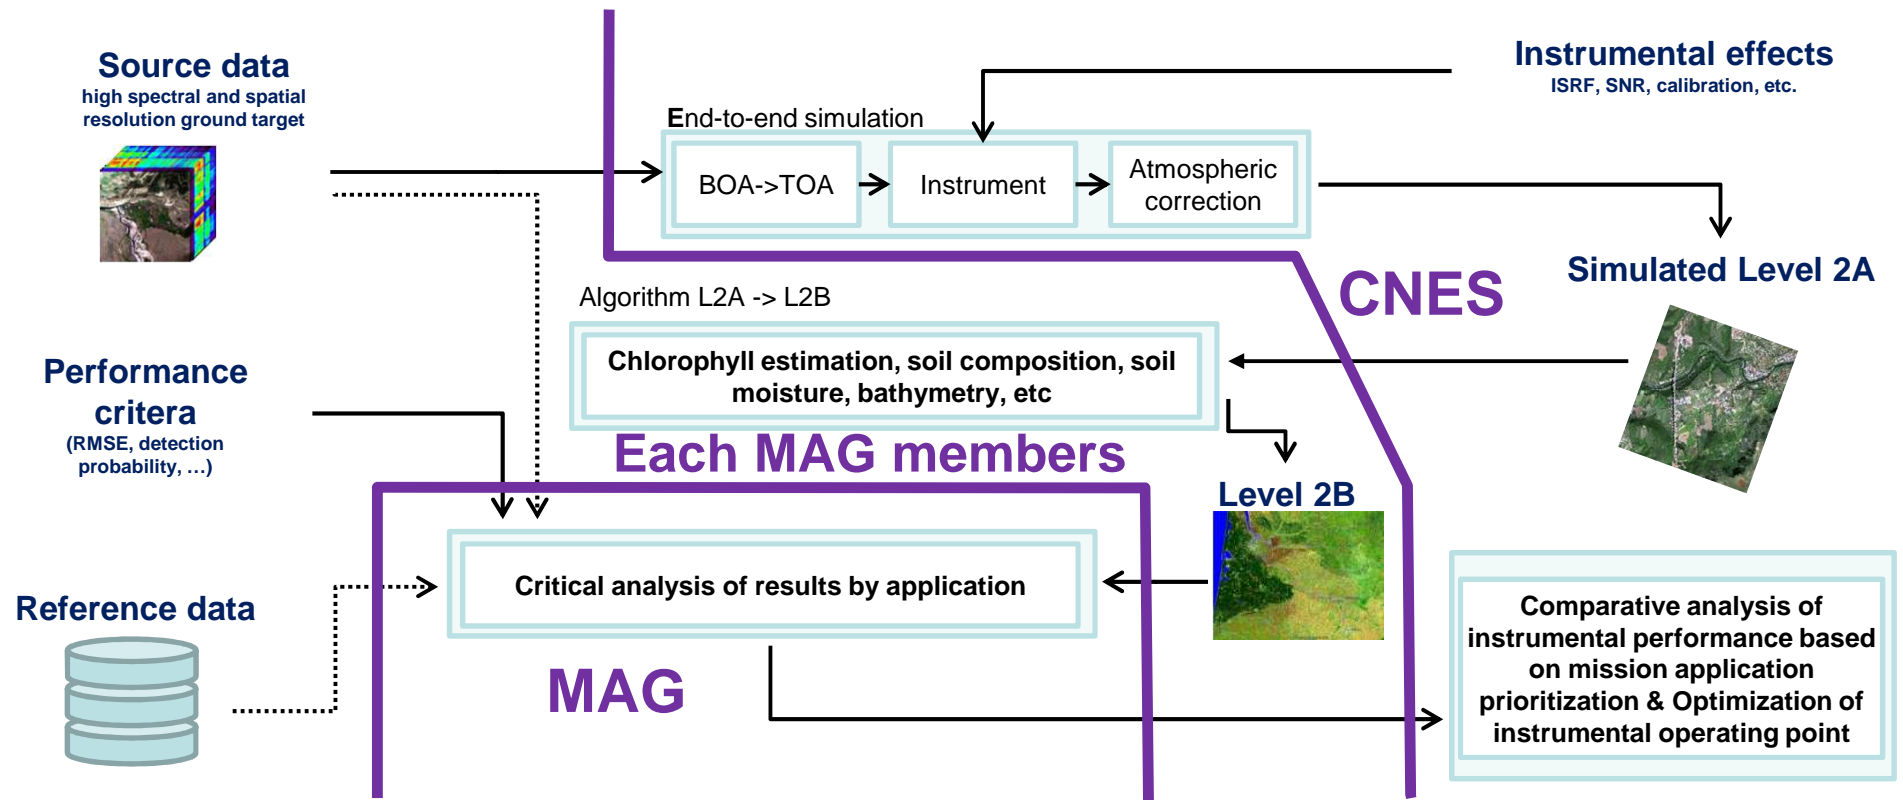 Source data
high spectral and spatial
resolution ground target
Instrumental effects
ISRF, SNR, calibration, etc.
End-to-end simulation
BOA->TOA
Instrument
Atmospheric
correction
Simulated Level 2A
CNES
Algorithm L2A -> L2B
Chlorophyll estimation, soil composition, soil
moisture, bathymetry, etc
Performance
critera
(RMSE, detection
probability, …)
Each MAG members
Level 2B
Critical analysis of results by application
Reference data
MAG
Comparative analysis of
instrumental performance based
on mission application
prioritization & Optimization of
instrumental operating point